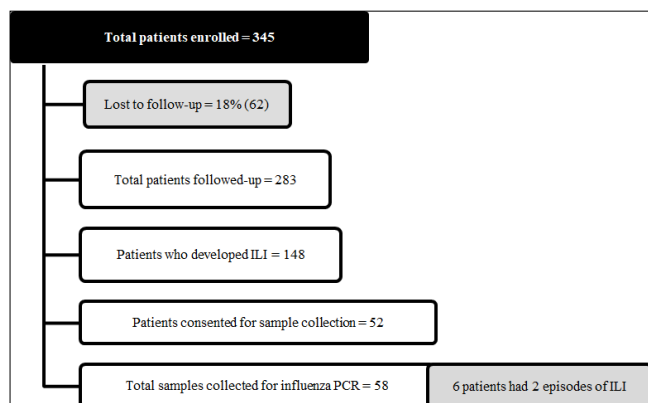 Total patients enrolled = 345
Lost to follow-up = 18% (62)
Total patients followed-up = 283
Patients who developed ILI = 148
Patients consented for sample collection = 52
Total samples collected for influenza PCR = 58
6 patients had 2 episodes of ILI